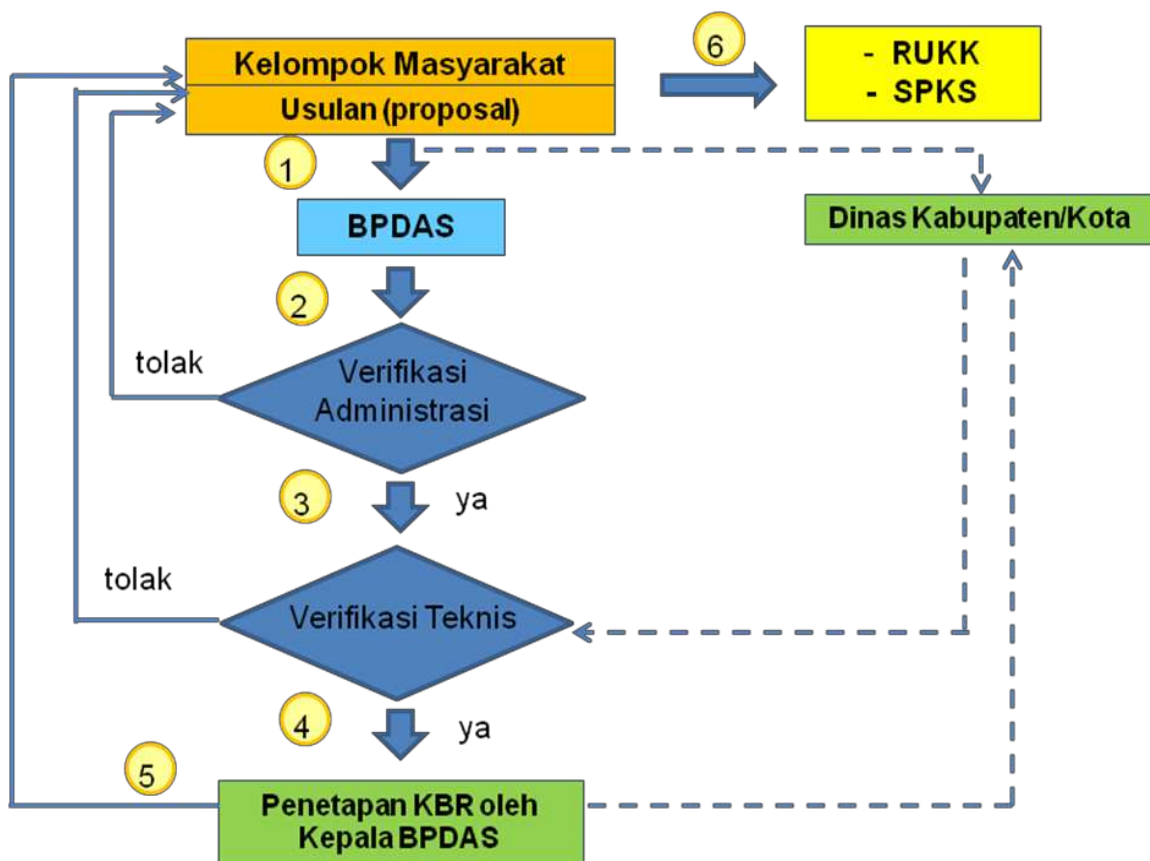 6
Kelompok Masyarakat
Usulan (proposal)
- RUKK
- SPKS
1
BPDAS
Dinas Kabupaten/Kota
2
tolak
Verifikasi
Administrasi
3
ya
tolak
Verifikasi Teknis
4
ya
5
Penetapan KBR oleh
Kepala BPDAS